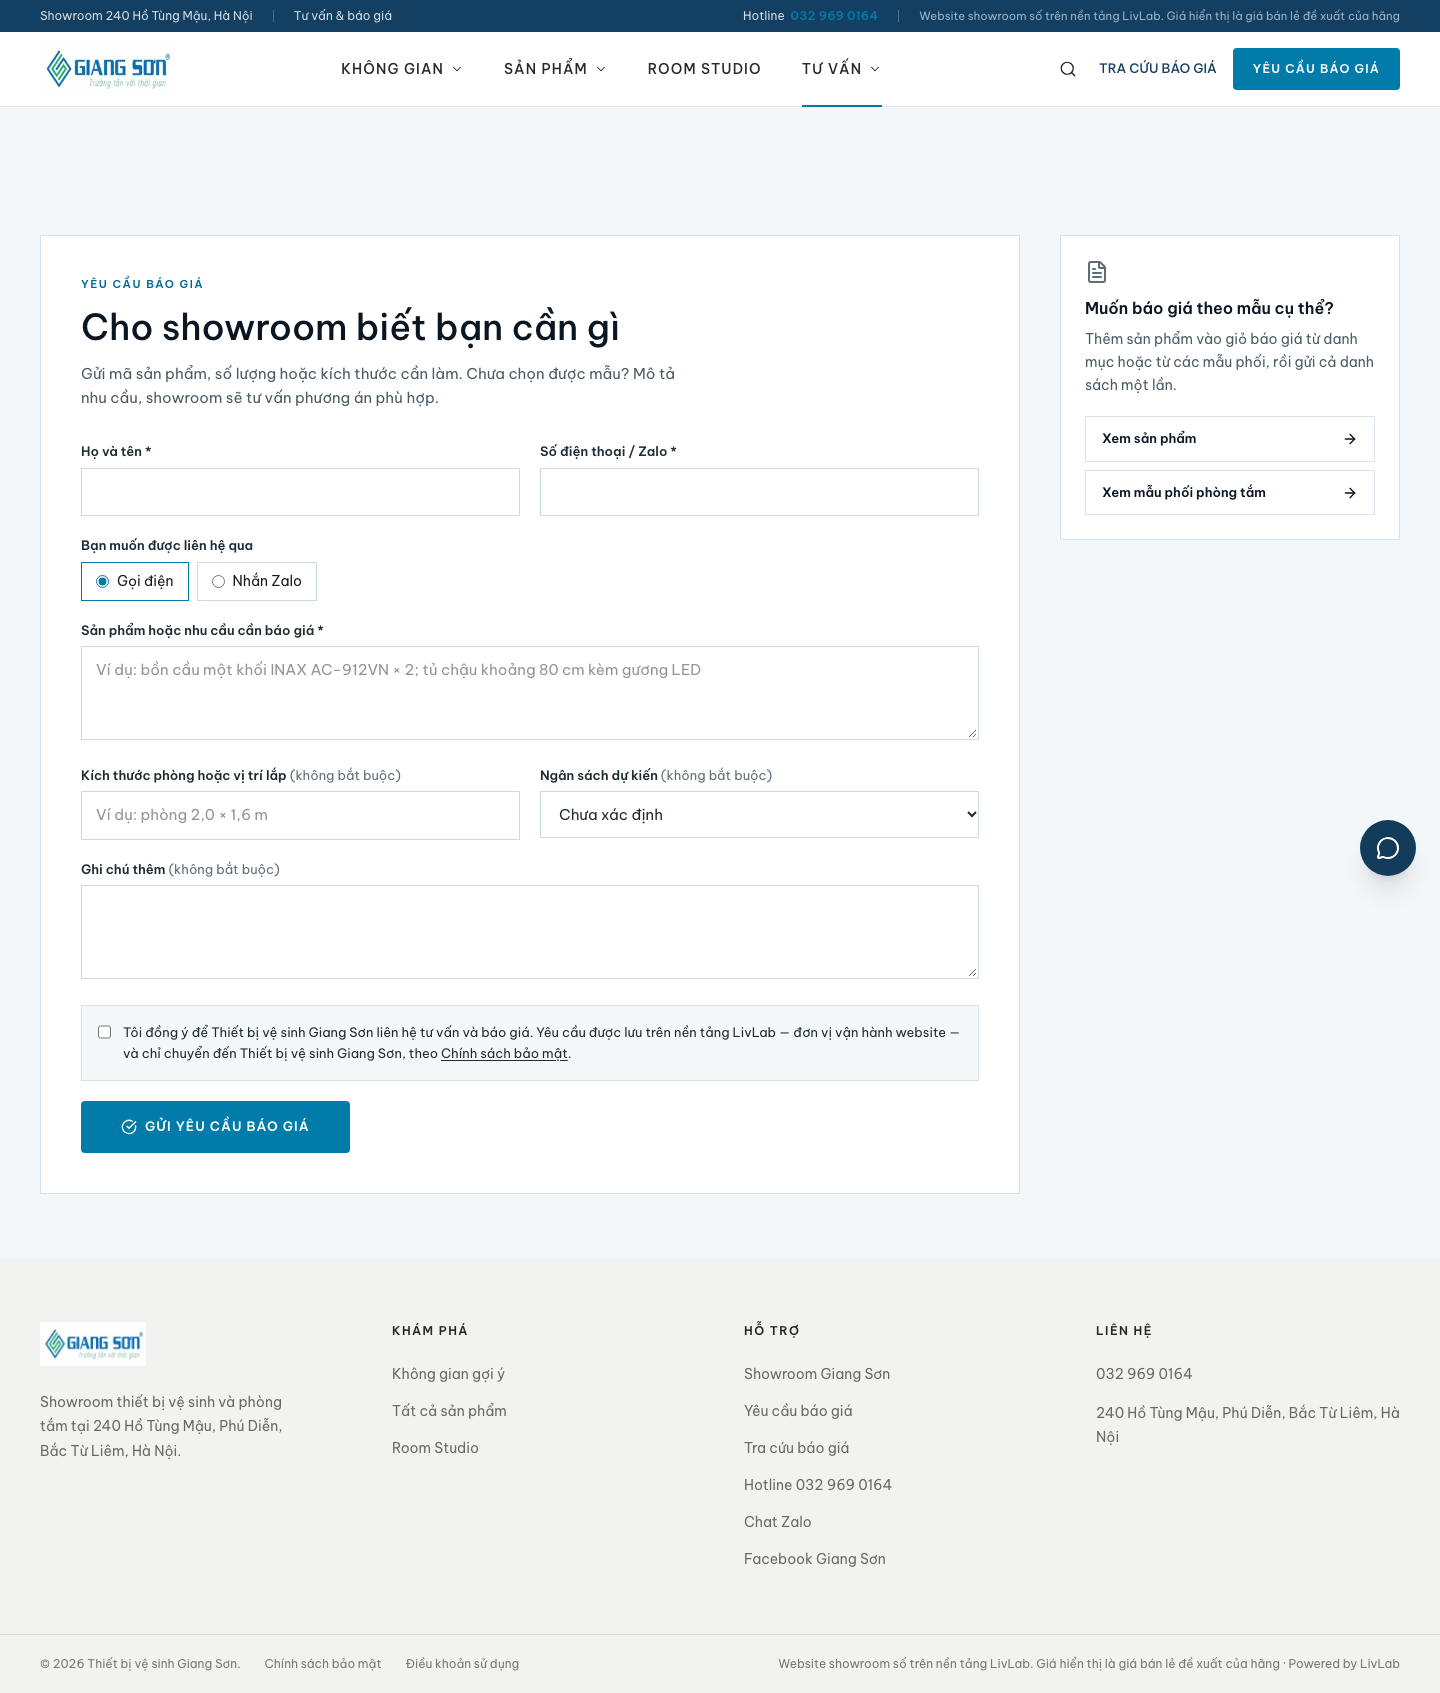 Showroom 240 Hồ Tùng Mậu, Hà Nội
Tư vấn & báo giá
Hotline 032 969 0164
Website showroom số trên nền tảng LivLab. Giá hiển thị là giá bán lẻ đề xuất của hãng
GIANG SƠN
Trường tồn với thời gian
KHÔNG GIAN
SẢN PHẨM
ROOM STUDIO
TƯ VẤN
TRA CỨU BÁO GIÁ
YÊU CẦU BÁO GIÁ
YÊU CẦU BÁO GIÁ
Cho showroom biết bạn cần gì
Gửi mã sản phẩm, số lượng hoặc kích thước cần làm. Chưa chọn được mẫu? Mô tả
nhu cầu, showroom sẽ tư vấn phương án phù hợp.
Họ và tên *
Số điện thoại / Zalo *
Bạn muốn được liên hệ qua
Gọi điện
Nhắn Zalo
Sản phẩm hoặc nhu cầu cần báo giá *
Ví dụ: bồn cầu một khối INAX AC-912VN × 2; tủ chậu khoảng 80 cm kèm gương LED
Kích thước phòng hoặc vị trí lắp (không bắt buộc)
Ngân sách dự kiến (không bắt buộc)
Ví dụ: phòng 2,0 × 1,6 m
Chưa xác định
Ghi chú thêm (không bắt buộc)
Tôi đồng ý để Thiết bị vệ sinh Giang Sơn liên hệ tư vấn và báo giá. Yêu cầu được lưu trên nền tảng LivLab — đơn vị vận hành website —
và chỉ chuyển đến Thiết bị vệ sinh Giang Sơn, theo Chính sách bảo mật.
GỬI YÊU CẦU BÁO GIÁ
Muốn báo giá theo mẫu cụ thể?
Thêm sản phẩm vào giỏ báo giá từ danh
mục hoặc từ các mẫu phối, rồi gửi cả danh
sách một lần.
Xem sản phẩm
Xem mẫu phối phòng tắm
GIANG SƠN
Trường tồn với thời gian
Showroom thiết bị vệ sinh và phòng
tắm tại 240 Hồ Tùng Mậu, Phú Diễn,
Bắc Từ Liêm, Hà Nội.
KHÁM PHÁ
Không gian gợi ý
Tất cả sản phẩm
Room Studio
HỖ TRỢ
Showroom Giang Sơn
Yêu cầu báo giá
Tra cứu báo giá
Hotline 032 969 0164
Chat Zalo
Facebook Giang Sơn
LIÊN HỆ
032 969 0164
240 Hồ Tùng Mậu, Phú Diễn, Bắc Từ Liêm, Hà
Nội
© 2026 Thiết bị vệ sinh Giang Sơn.
Chính sách bảo mật
Điều khoản sử dụng
Website showroom số trên nền tảng LivLab. Giá hiển thị là giá bán lẻ đề xuất của hãng · Powered by LivLab